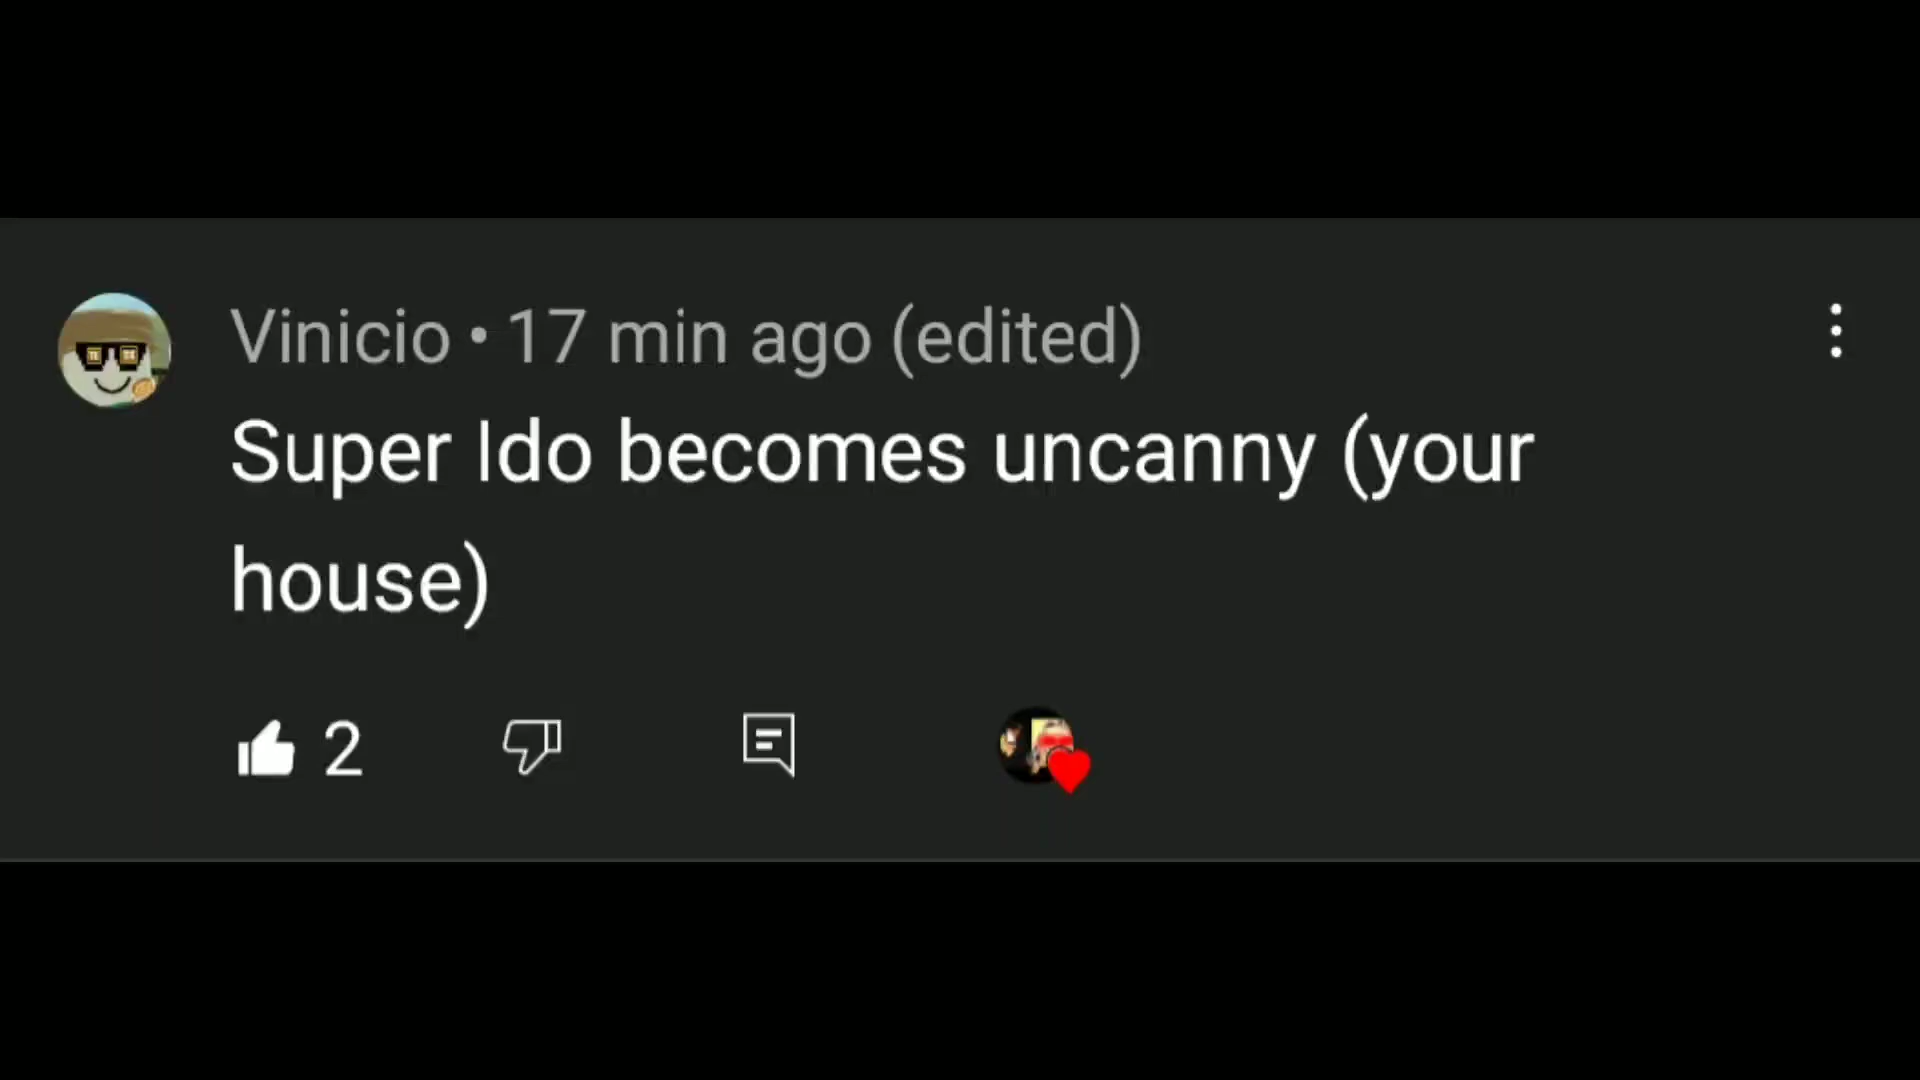 Vinicio • 17 min ago (edited)
Super Ido becomes uncanny (your
house)
2